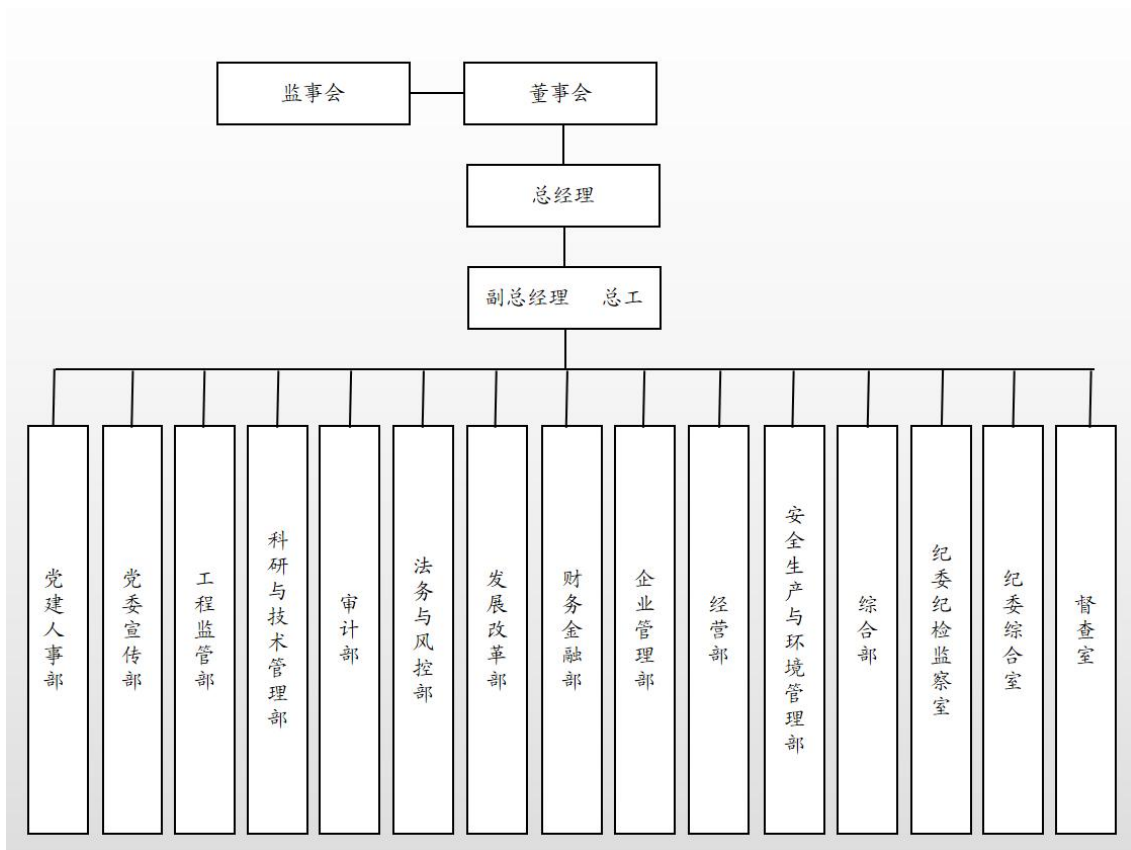 监事会
董事会
总经理
副总经理 总工
党建人事部
党委宣传部
工程监管部
科研与技术管理部
审计部
法务与风控部
发展改革部
财务金融部
企业管理部
经营部
安全生产与环境管理部
综合部
纪委纪检监察室
纪委综合室
督查室